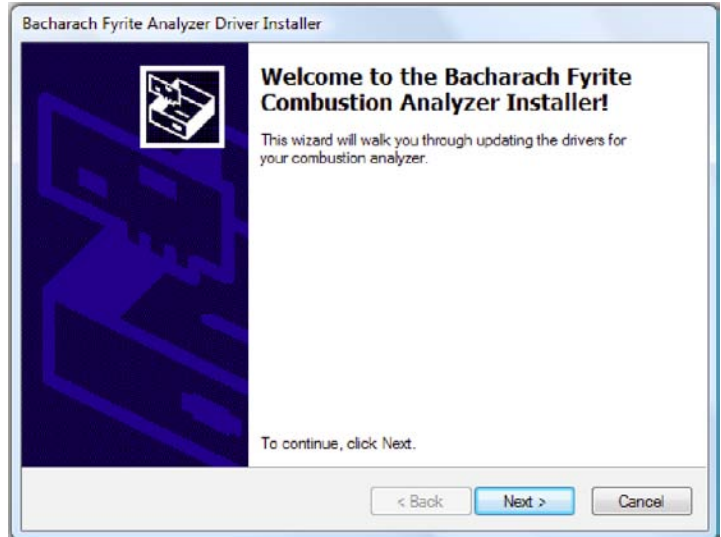 Bacharach Fyrite Analyzer Driver Installer
Welcome to the Bacharach Fyrite
Combustion Analyzer Installer!
This wizard will walk you through updating the drivers for
your combustion analyzer.
To continue, click Next.
< Back Next > Cancel